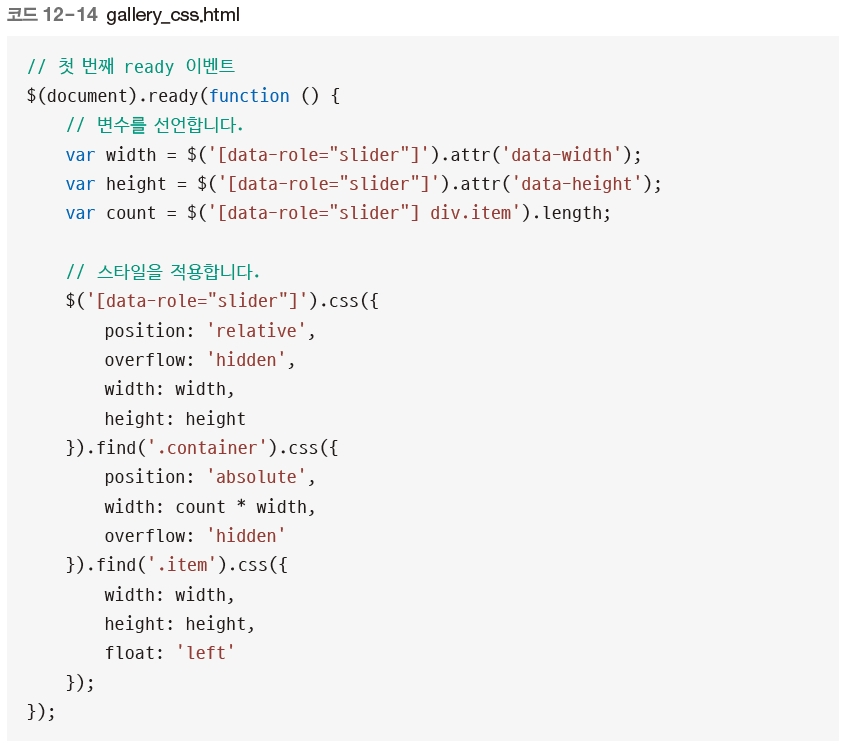 코드 12-14 gallery_css.html
// 첫 번째 ready 이벤트
$(document).ready(function () {
    // 변수를 선언합니다.
    var width = $('[data-role="slider"]').attr('data-width');
    var height = $('[data-role="slider"]').attr('data-height');
    var count = $('[data-role="slider"] div.item').length;

    // 스타일을 적용합니다.
    $('[data-role="slider"]').css({
        position: 'relative',
        overflow: 'hidden',
        width: width,
        height: height
    }).find('.container').css({
        position: 'absolute',
        width: count * width,
        overflow: 'hidden'
    }).find('.item').css({
        width: width,
        height: height,
        float: 'left'
    });
});